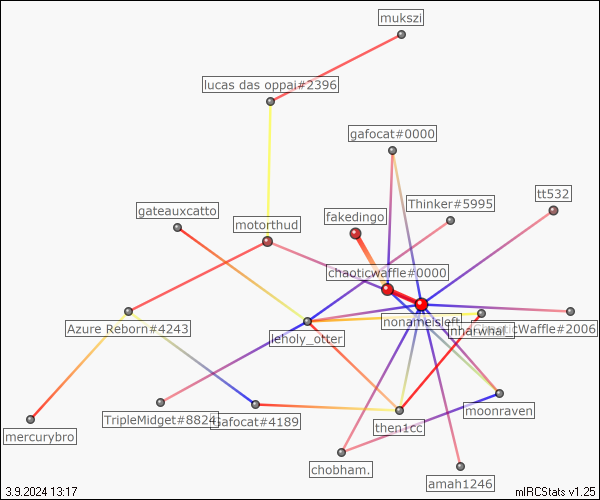 mukszi
lucas das oppai#2396
gafocat#0000
tt532
Thinker#5995
gateauxcatto
fakedingo
motorthud
chaoticwaffle#0000
nonameisleft
nharwhal_
cWaffle#2006
Azure Reborn#4243
leholy_otter
moonraven
TripleMidget#8824
Gafocat#4189
then1cc
mercurybro
chobham.
amah1246
3.9.2024 13:17
mIRCStats v1.25